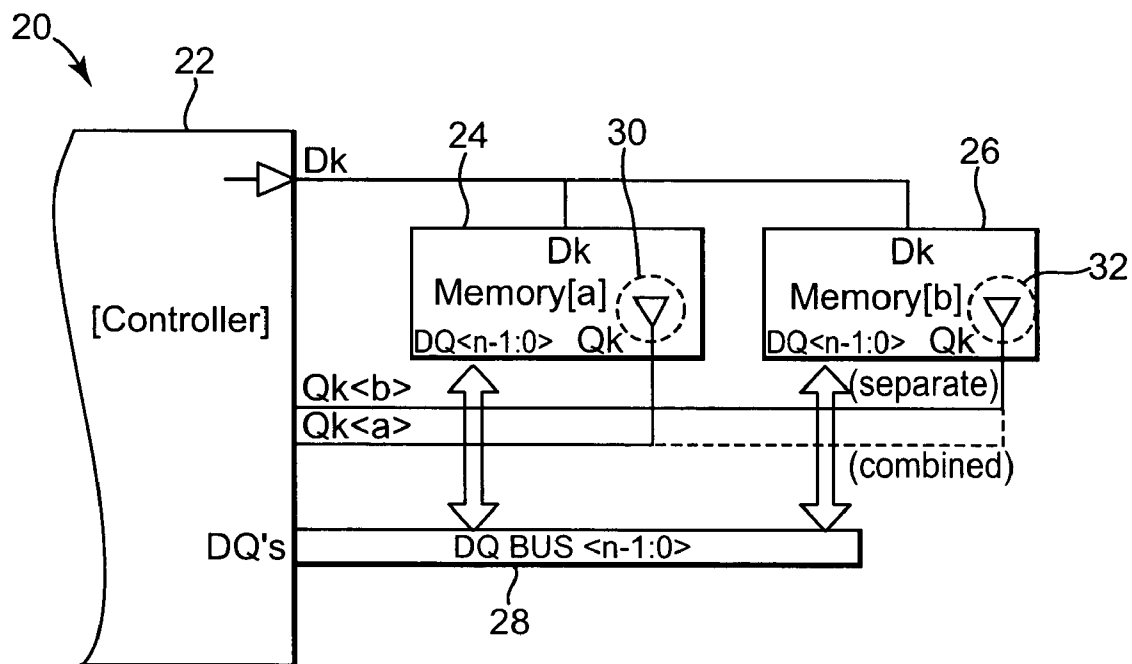 20
22
Dk
24
30
26
Dk
Dk
32
[Controller]
Memory[a]
Memory[b]
DQ<n-1:0>
Qk
DQ<n-1:0>
Qk
Qk<b>
(separate)
Qk<a>
(combined)
DQ's
DQ BUS <n-1:0>
28